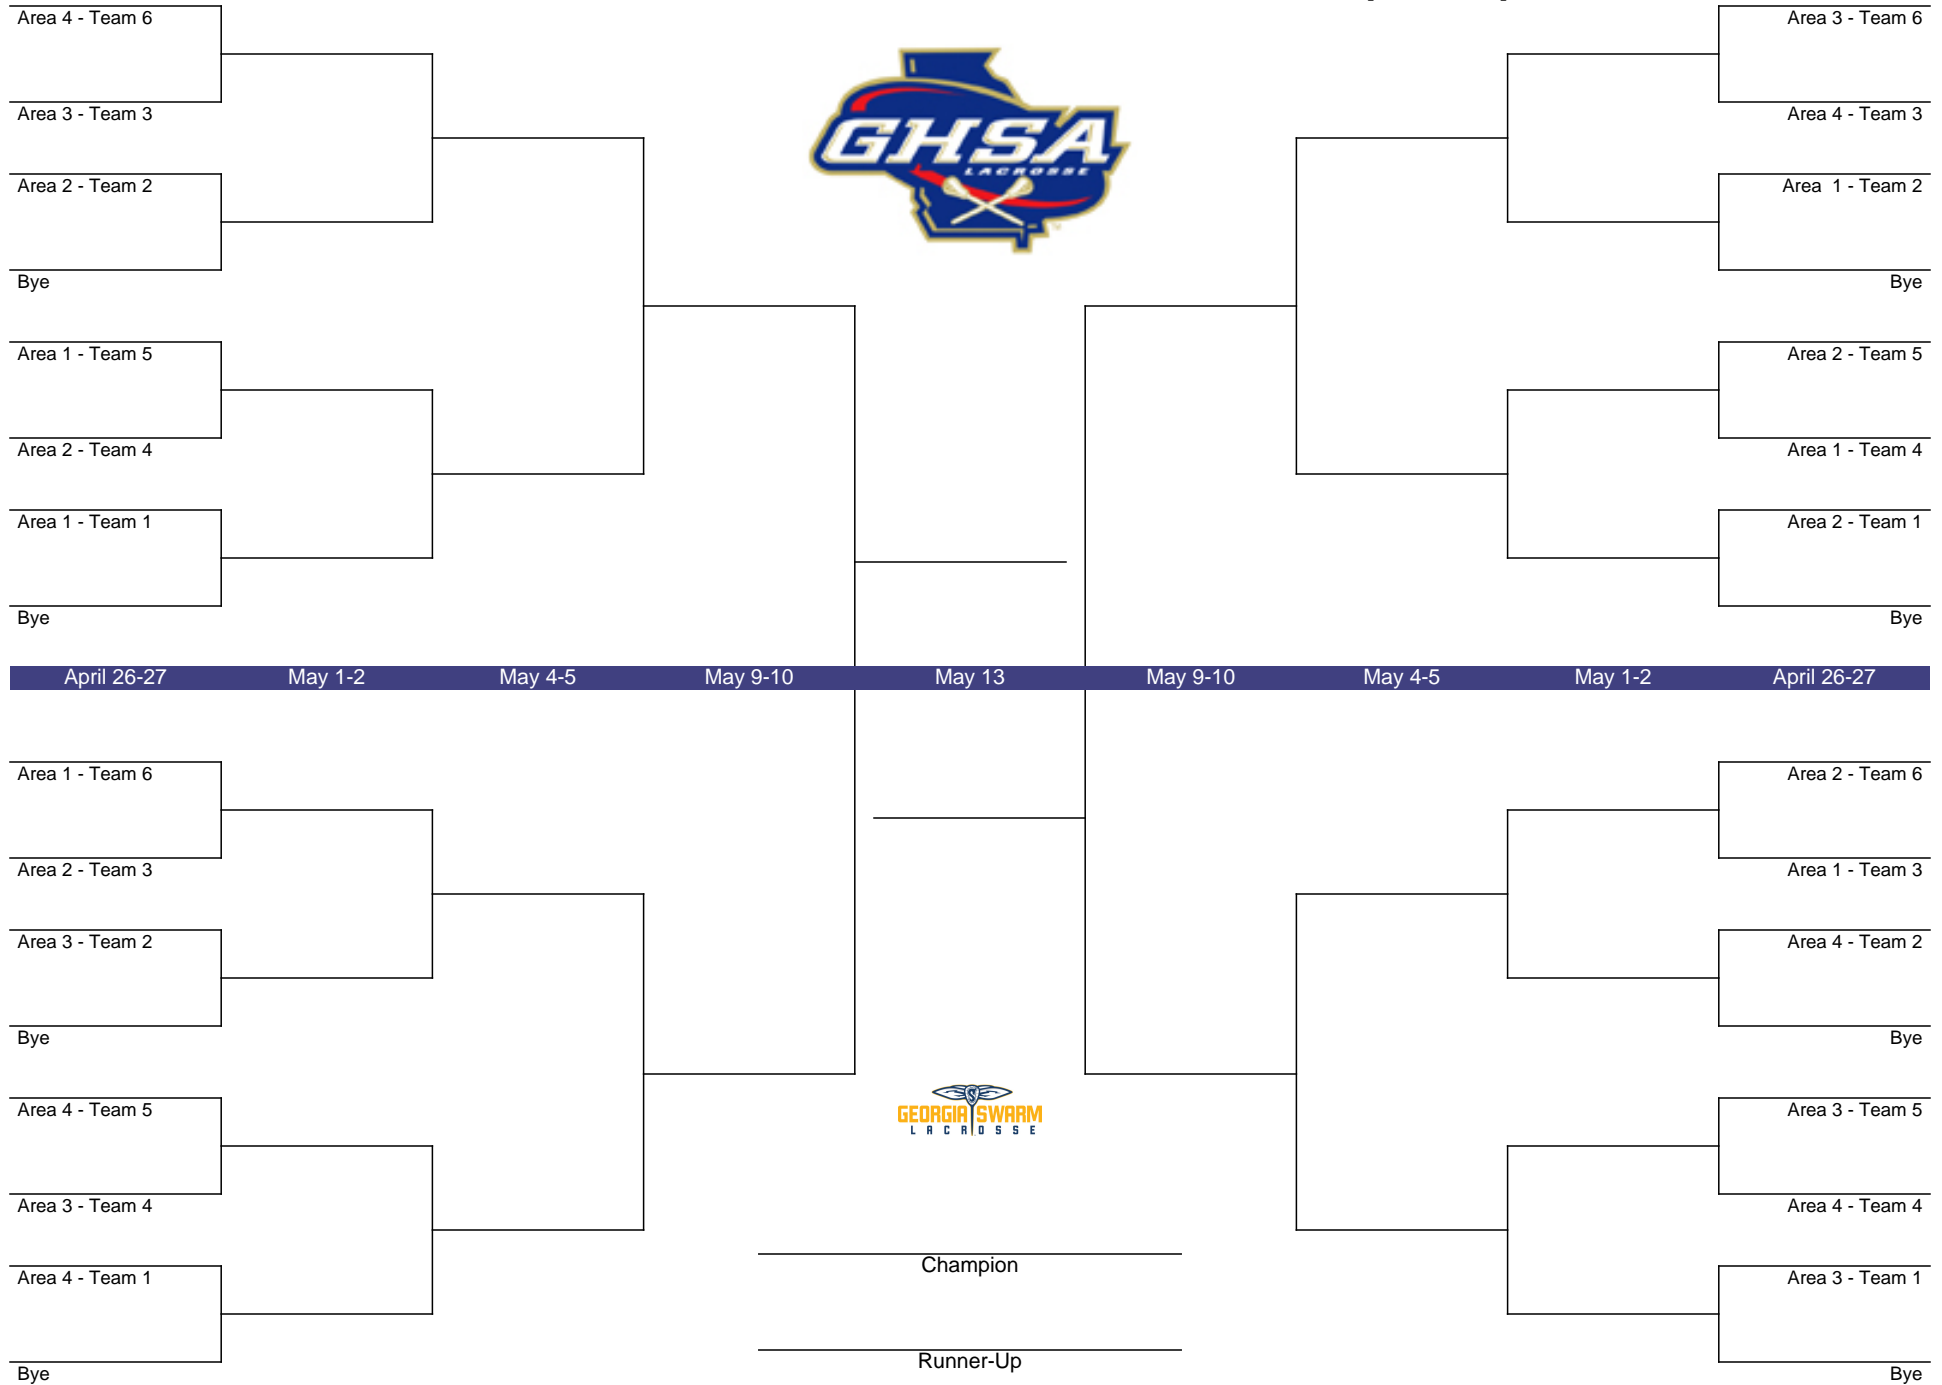 Area 4 - Team 6
Area 3 - Team 3
Area 2 - Team 2
Bye
Area 1 - Team 5
Area 2 - Team 4
Area 1 - Team 1
Bye
GHSA
LACROSSE
TM
Area 3 - Team 6
Area 4 - Team 3
Area 1 - Team 2
Bye
Area 2 - Team 5
Area 1 - Team 4
Area 2 - Team 1
Bye
April 26-27 May 1-2 May 4-5 May 9-10 May 13 May 9-10 May 4-5 May 1-2 April 26-27
Area 1 - Team 6
Area 2 - Team 3
Area 3 - Team 2
Bye
Area 4 - Team 5
Area 3 - Team 4
Area 4 - Team 1
Bye
S
GEORGIA SWARM
LACROSSE
Champion
Runner-Up
Area 2 - Team 6
Area 1 - Team 3
Area 4 - Team 2
Bye
Area 3 - Team 5
Area 4 - Team 4
Area 3 - Team 1
Bye